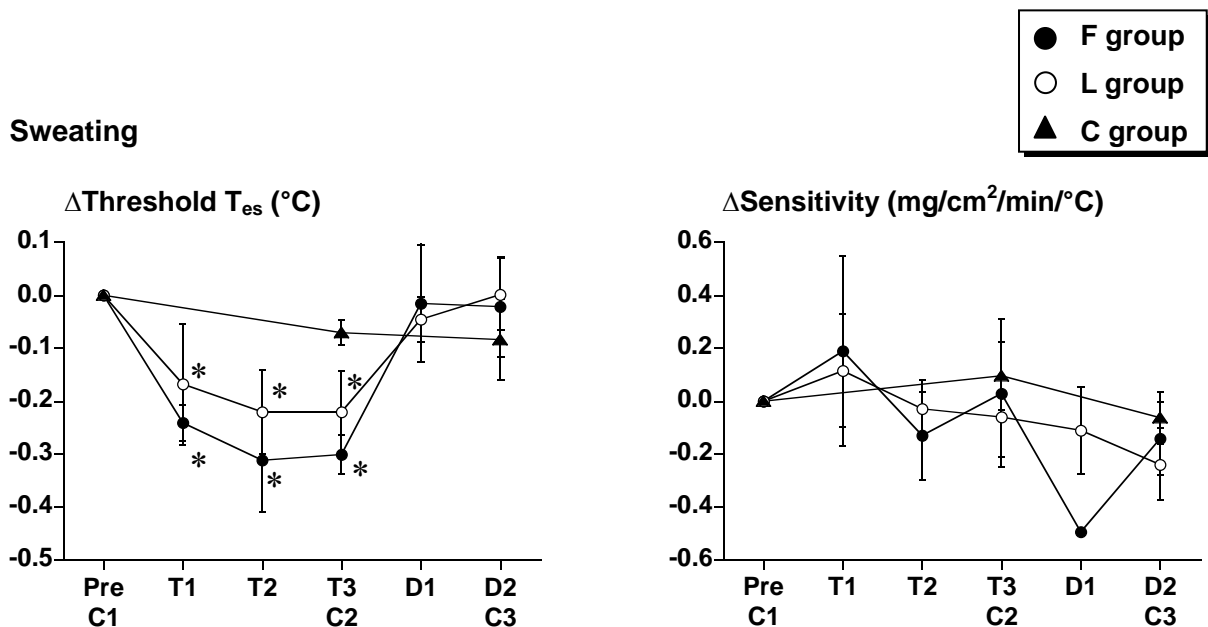 F group
L group
C group
Sweating
ΔThreshold Tes (°C)
0.1
0.0
-0.1
-0.2
-0.3
-0.4
-0.5
*
*
*
*
*
*
Pre T1 T2 T3 D1 D2
C1 C2 C3
ΔSensitivity (mg/cm²/min/°C)
0.6
0.4
0.2
0.0
-0.2
-0.4
-0.6
Pre T1 T2 T3 D1 D2
C1 C2 C3